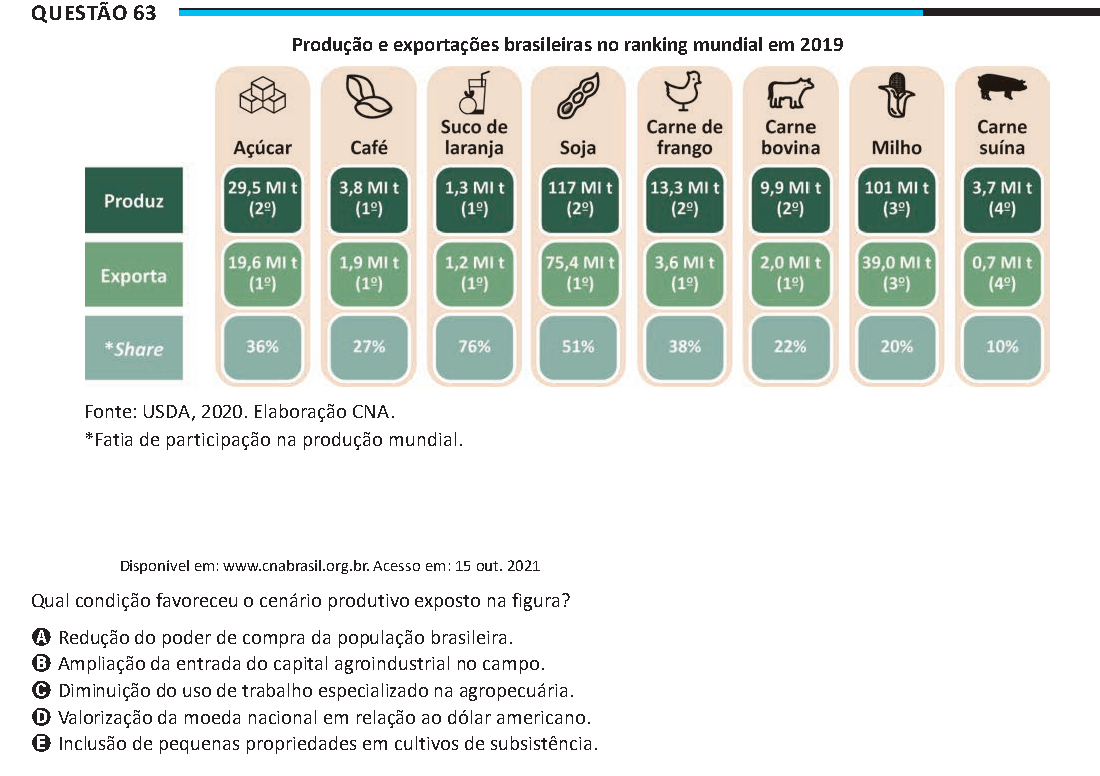 QUESTÃO 63
Produção e exportações brasileiras no ranking mundial em 2019
Açúcar Café Suco de laranja Soja Carne de frango Carne bovina Milho Carne suína
Produz 29,5 Ml t (2º) 3,8 Ml t (1º) 1,3 Ml t (1º) 117 Ml t (2º) 13,3 Ml t (2º) 9,9 Ml t (2º) 101 Ml t (3º) 3,7 Ml t (4º)
Exporta 19,6 Ml t (1º) 1,9 Ml t (1º) 1,2 Ml t (1º) 75,4 Ml t (1º) 3,6 Ml t (1º) 2,0 Ml t (1º) 39,0 Ml t (3º) 0,7 Ml t (4º)
*Share 36% 27% 76% 51% 38% 22% 20% 10%
Fonte: USDA, 2020. Elaboração CNA.
*Fatia de participação na produção mundial.
Disponível em: www.cnabrasil.org.br. Acesso em: 15 out. 2021
Qual condição favoreceu o cenário produtivo exposto na figura?
A Redução do poder de compra da população brasileira.
B Ampliação da entrada do capital agroindustrial no campo.
C Diminuição do uso de trabalho especializado na agropecuária.
D Valorização da moeda nacional em relação ao dólar americano.
E Inclusão de pequenas propriedades em cultivos de subsistência.